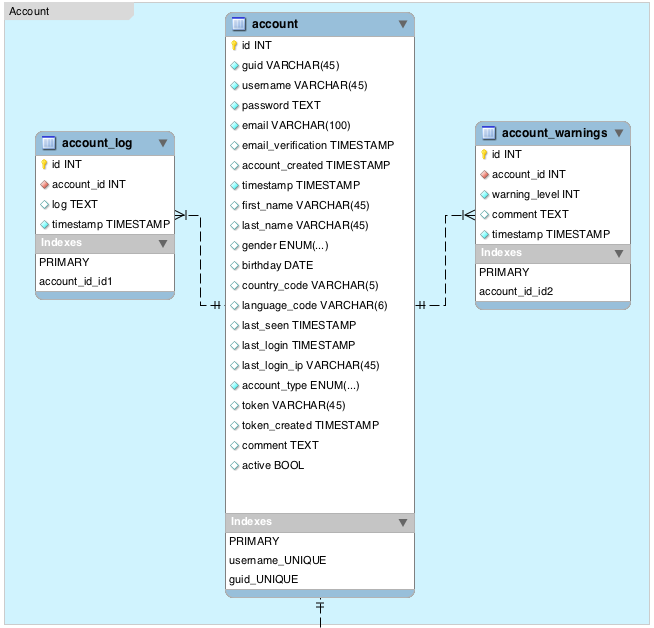 Account
account
id INT
guid VARCHAR(45)
username VARCHAR(45)
password TEXT
email VARCHAR(100)
email_verification TIMESTAMP
account_created TIMESTAMP
timestamp TIMESTAMP
first_name VARCHAR(45)
last_name VARCHAR(45)
gender ENUM(...)
birthday DATE
country_code VARCHAR(5)
language_code VARCHAR(6)
last_seen TIMESTAMP
last_login TIMESTAMP
last_login_ip VARCHAR(45)
account_type ENUM(...)
token VARCHAR(45)
token_created TIMESTAMP
comment TEXT
active BOOL
Indexes
PRIMARY
username_UNIQUE
guid_UNIQUE
account_log
id INT
account_id INT
log TEXT
timestamp TIMESTAMP
Indexes
PRIMARY
account_id_id1
account_warnings
id INT
account_id INT
warning_level INT
comment TEXT
timestamp TIMESTAMP
Indexes
PRIMARY
account_id_id2